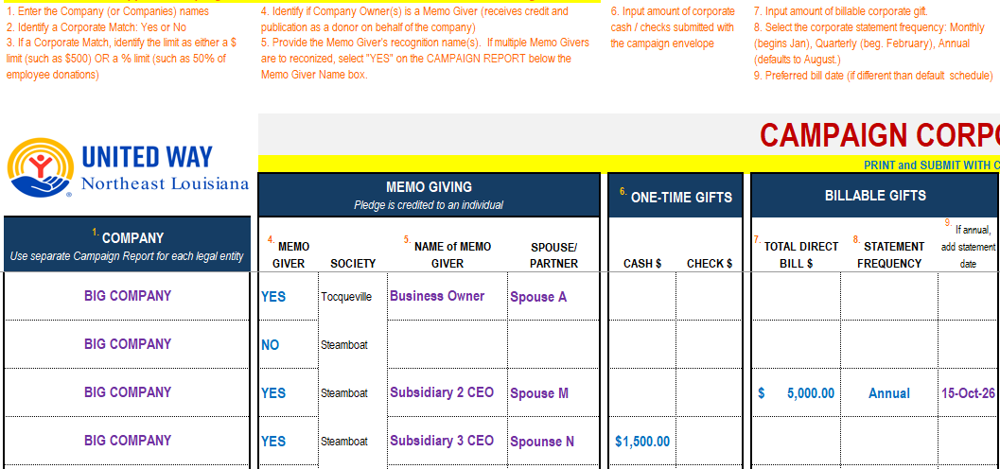 1. Enter the Company (or Companies) names
2. Identify a Corporate Match: Yes or No
3. If a Corporate Match, identify the limit as either a $
limit (such as $500) OR a % limit (such as 50% of
employee donations)
4. Identify if Company Owner(s) is a Memo Giver (receives credit and
publication as a donor on behalf of the company)
5. Provide the Memo Giver's recognition name(s). If multiple Memo Givers
are to reconized, select "YES" on the CAMPAIGN REPORT below the
Memo Giver Name box.
6. Input amount of corporate
cash / checks submitted with
the campaign envelope
7. Input amount of billable corporate gift.
8. Select the corporate statement frequency: Monthly
(begins Jan), Quarterly (beg. February), Annual
(defaults to August.)
9. Preferred bill date (if different than default schedule)
CAMPAIGN CORPO
PRINT and SUBMIT WITH C
UNITED WAY
Northeast Louisiana
MEMO GIVING
Pledge is credited to an individual
6. ONE-TIME GIFTS
BILLABLE GIFTS
1. COMPANY
Use separate Campaign Report for each legal entity
4. MEMO
GIVER
SOCIETY
5. NAME of MEMO
GIVER
SPOUSE/
PARTNER
CASH $
CHECK $
7. TOTAL DIRECT
BILL $
8. STATEMENT
FREQUENCY
9. If annual,
add statement
date
BIG COMPANY YES Tocqueville Business Owner Spouse A
BIG COMPANY NO Steamboat
BIG COMPANY YES Steamboat Subsidiary 2 CEO Spouse M $ 5,000.00 Annual 15-Oct-26
BIG COMPANY YES Steamboat Subsidiary 3 CEO Spounse N $1,500.00